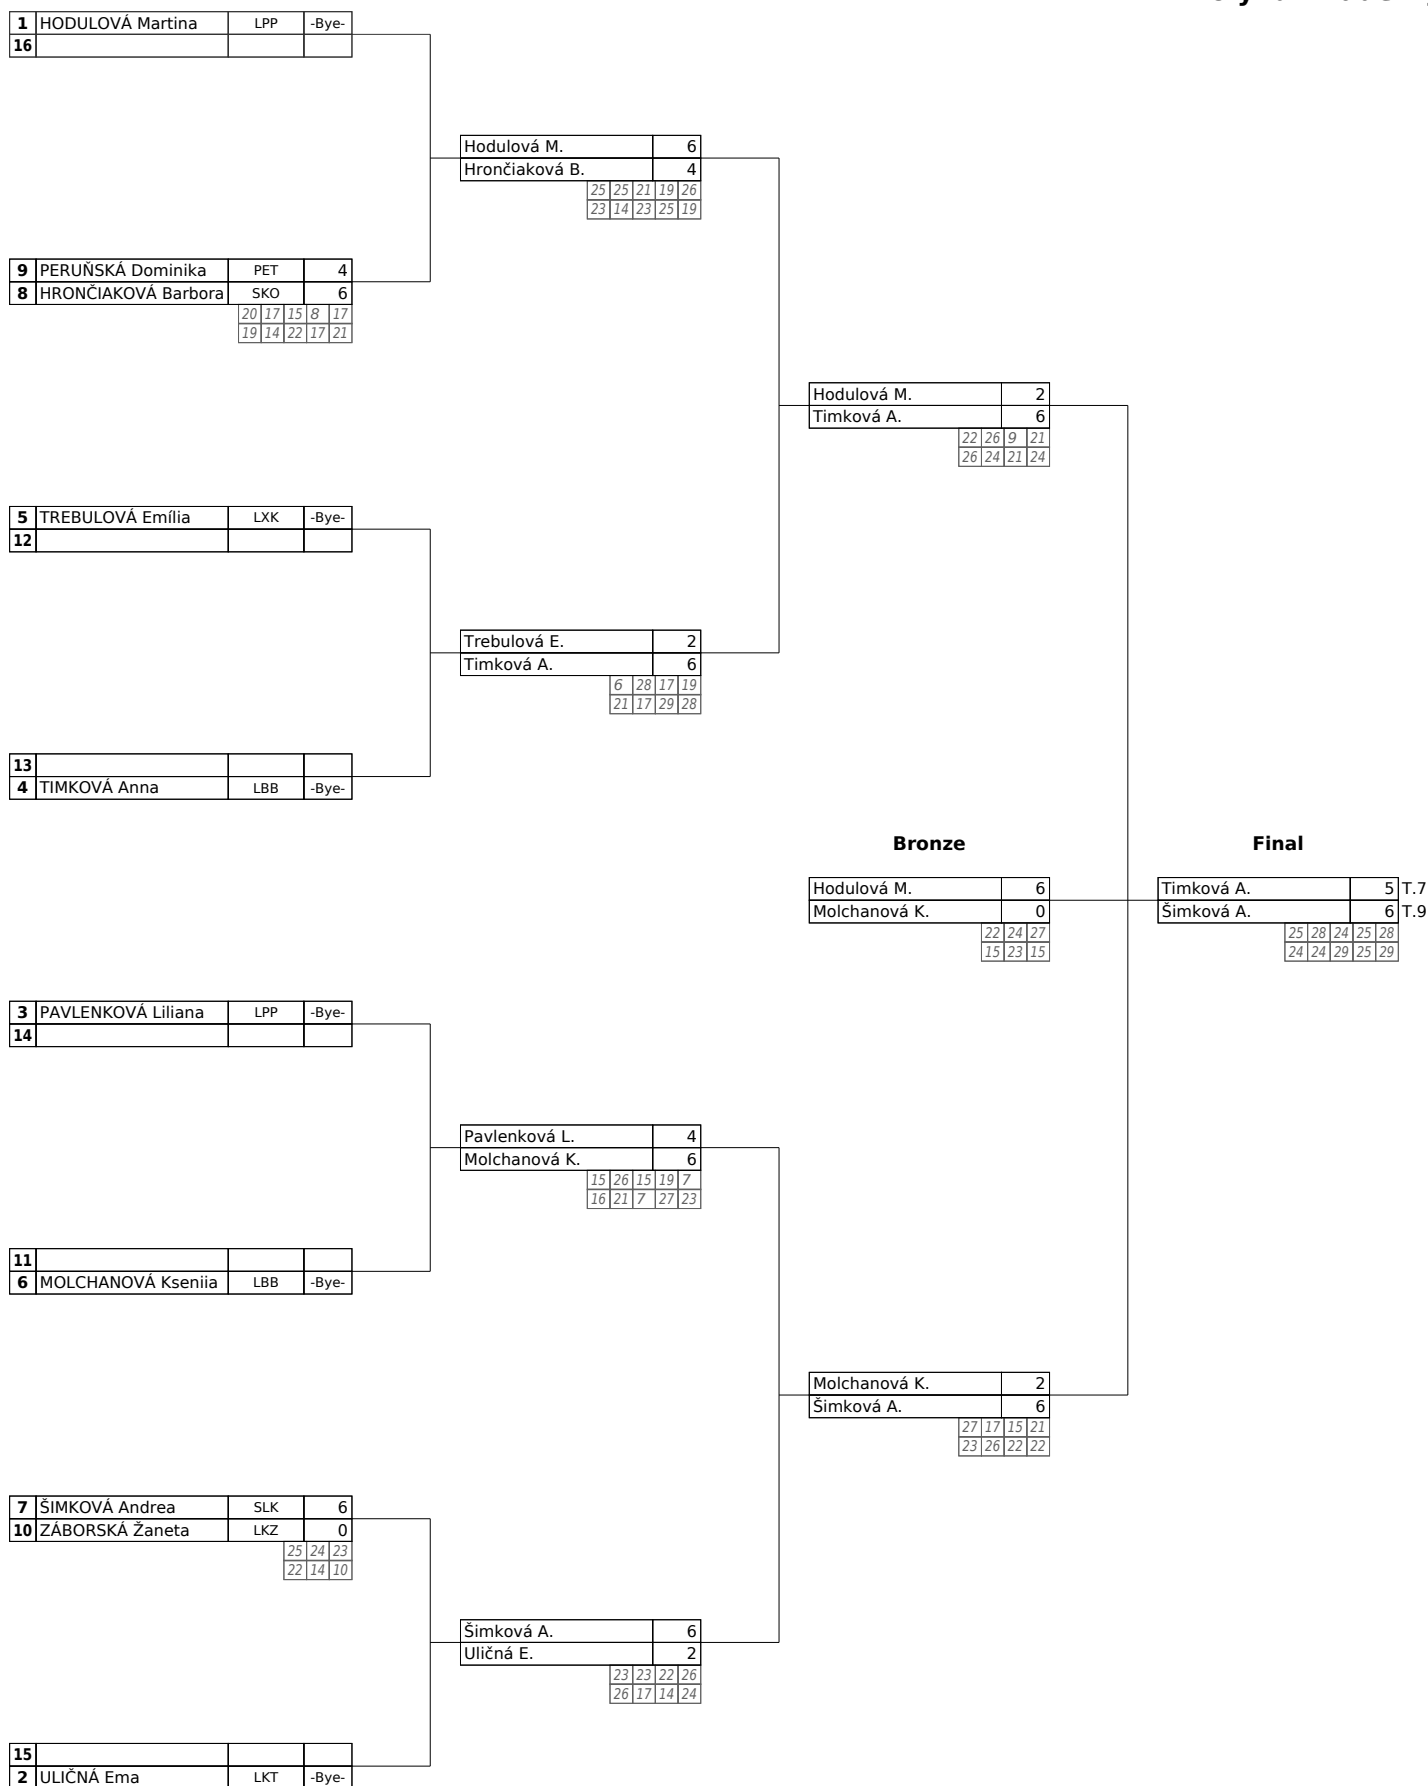 1 HODULOVÁ Martina LPP -Bye-
16
Hodulová M. 6
Hrončiaková B. 4
25 25 21 19 26
23 14 23 25 19
9 PERUŇSKÁ Dominika PET 4
8 HRONČIAKOVÁ Barbora SKO 6
20 17 15 8 17
19 14 22 17 21
Hodulová M. 2
Timková A. 6
22 26 9 21
26 24 21 24
5 TREBULOVÁ Emília LXK -Bye-
12
Trebulová E. 2
Timková A. 6
6 28 17 19
21 17 29 28
13
4 TIMKOVÁ Anna LBB -Bye-
Bronze
Hodulová M. 6
Molchanová K. 0
22 24 27
15 23 15
Final
Timková A. 5 T.7
Šimková A. 6 T.9
25 28 24 25 28
24 24 29 25 29
3 PAVLENKOVÁ Liliana LPP -Bye-
14
Pavlenková L. 4
Molchanová K. 6
15 26 15 19 7
16 21 7 27 23
11
6 MOLCHANOVÁ Kseniia LBB -Bye-
Molchanová K. 2
Šimková A. 6
27 17 15 21
23 26 22 22
7 ŠIMKOVÁ Andrea SLK 6
10 ZÁBORSKÁ Žaneta LKZ 0
25 24 23
22 14 10
Šimková A. 6
Uličná E. 2
23 23 22 26
26 17 14 24
15
2 ULIČNÁ Ema LKT -Bye-